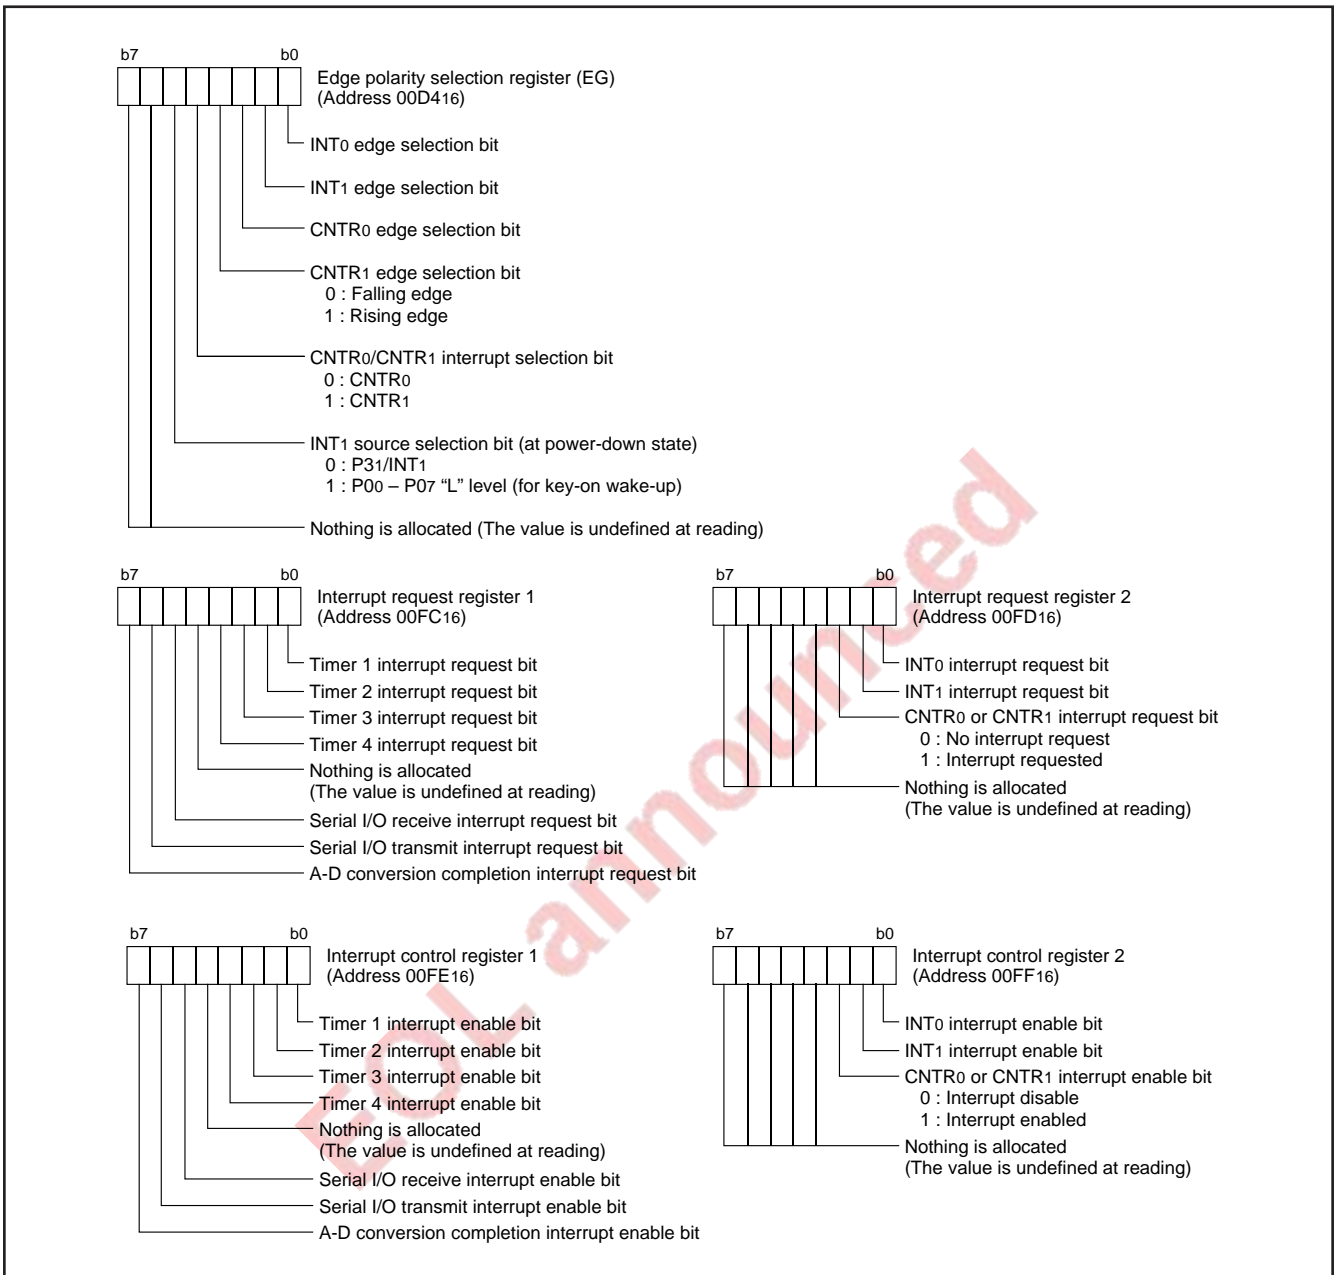 b7 b0
Edge polarity selection register (EG)
(Address 00D416)
INT0 edge selection bit
INT1 edge selection bit
CNTR0 edge selection bit
CNTR1 edge selection bit
0 : Falling edge
1 : Rising edge
CNTR0/CNTR1 interrupt selection bit
0 : CNTR0
1 : CNTR1
INT1 source selection bit (at power-down state)
0 : P31/INT1
1 : P00 – P07 “L” level (for key-on wake-up)
Nothing is allocated (The value is undefined at reading)
b7 b0
Interrupt request register 1
(Address 00FC16)
Timer 1 interrupt request bit
Timer 2 interrupt request bit
Timer 3 interrupt request bit
Timer 4 interrupt request bit
Nothing is allocated
(The value is undefined at reading)
Serial I/O receive interrupt request bit
Serial I/O transmit interrupt request bit
A-D conversion completion interrupt request bit
b7 b0
Interrupt request register 2
(Address 00FD16)
INT0 interrupt request bit
INT1 interrupt request bit
CNTR0 or CNTR1 interrupt request bit
0 : No interrupt request
1 : Interrupt requested
Nothing is allocated
(The value is undefined at reading)
b7 b0
Interrupt control register 1
(Address 00FE16)
Timer 1 interrupt enable bit
Timer 2 interrupt enable bit
Timer 3 interrupt enable bit
Timer 4 interrupt enable bit
Nothing is allocated
(The value is undefined at reading)
Serial I/O receive interrupt enable bit
Serial I/O transmit interrupt enable bit
A-D conversion completion interrupt enable bit
b7 b0
Interrupt control register 2
(Address 00FF16)
INT0 interrupt enable bit
INT1 interrupt enable bit
CNTR0 or CNTR1 interrupt enable bit
0 : Interrupt disable
1 : Interrupt enabled
Nothing is allocated
(The value is undefined at reading)
EOL announced